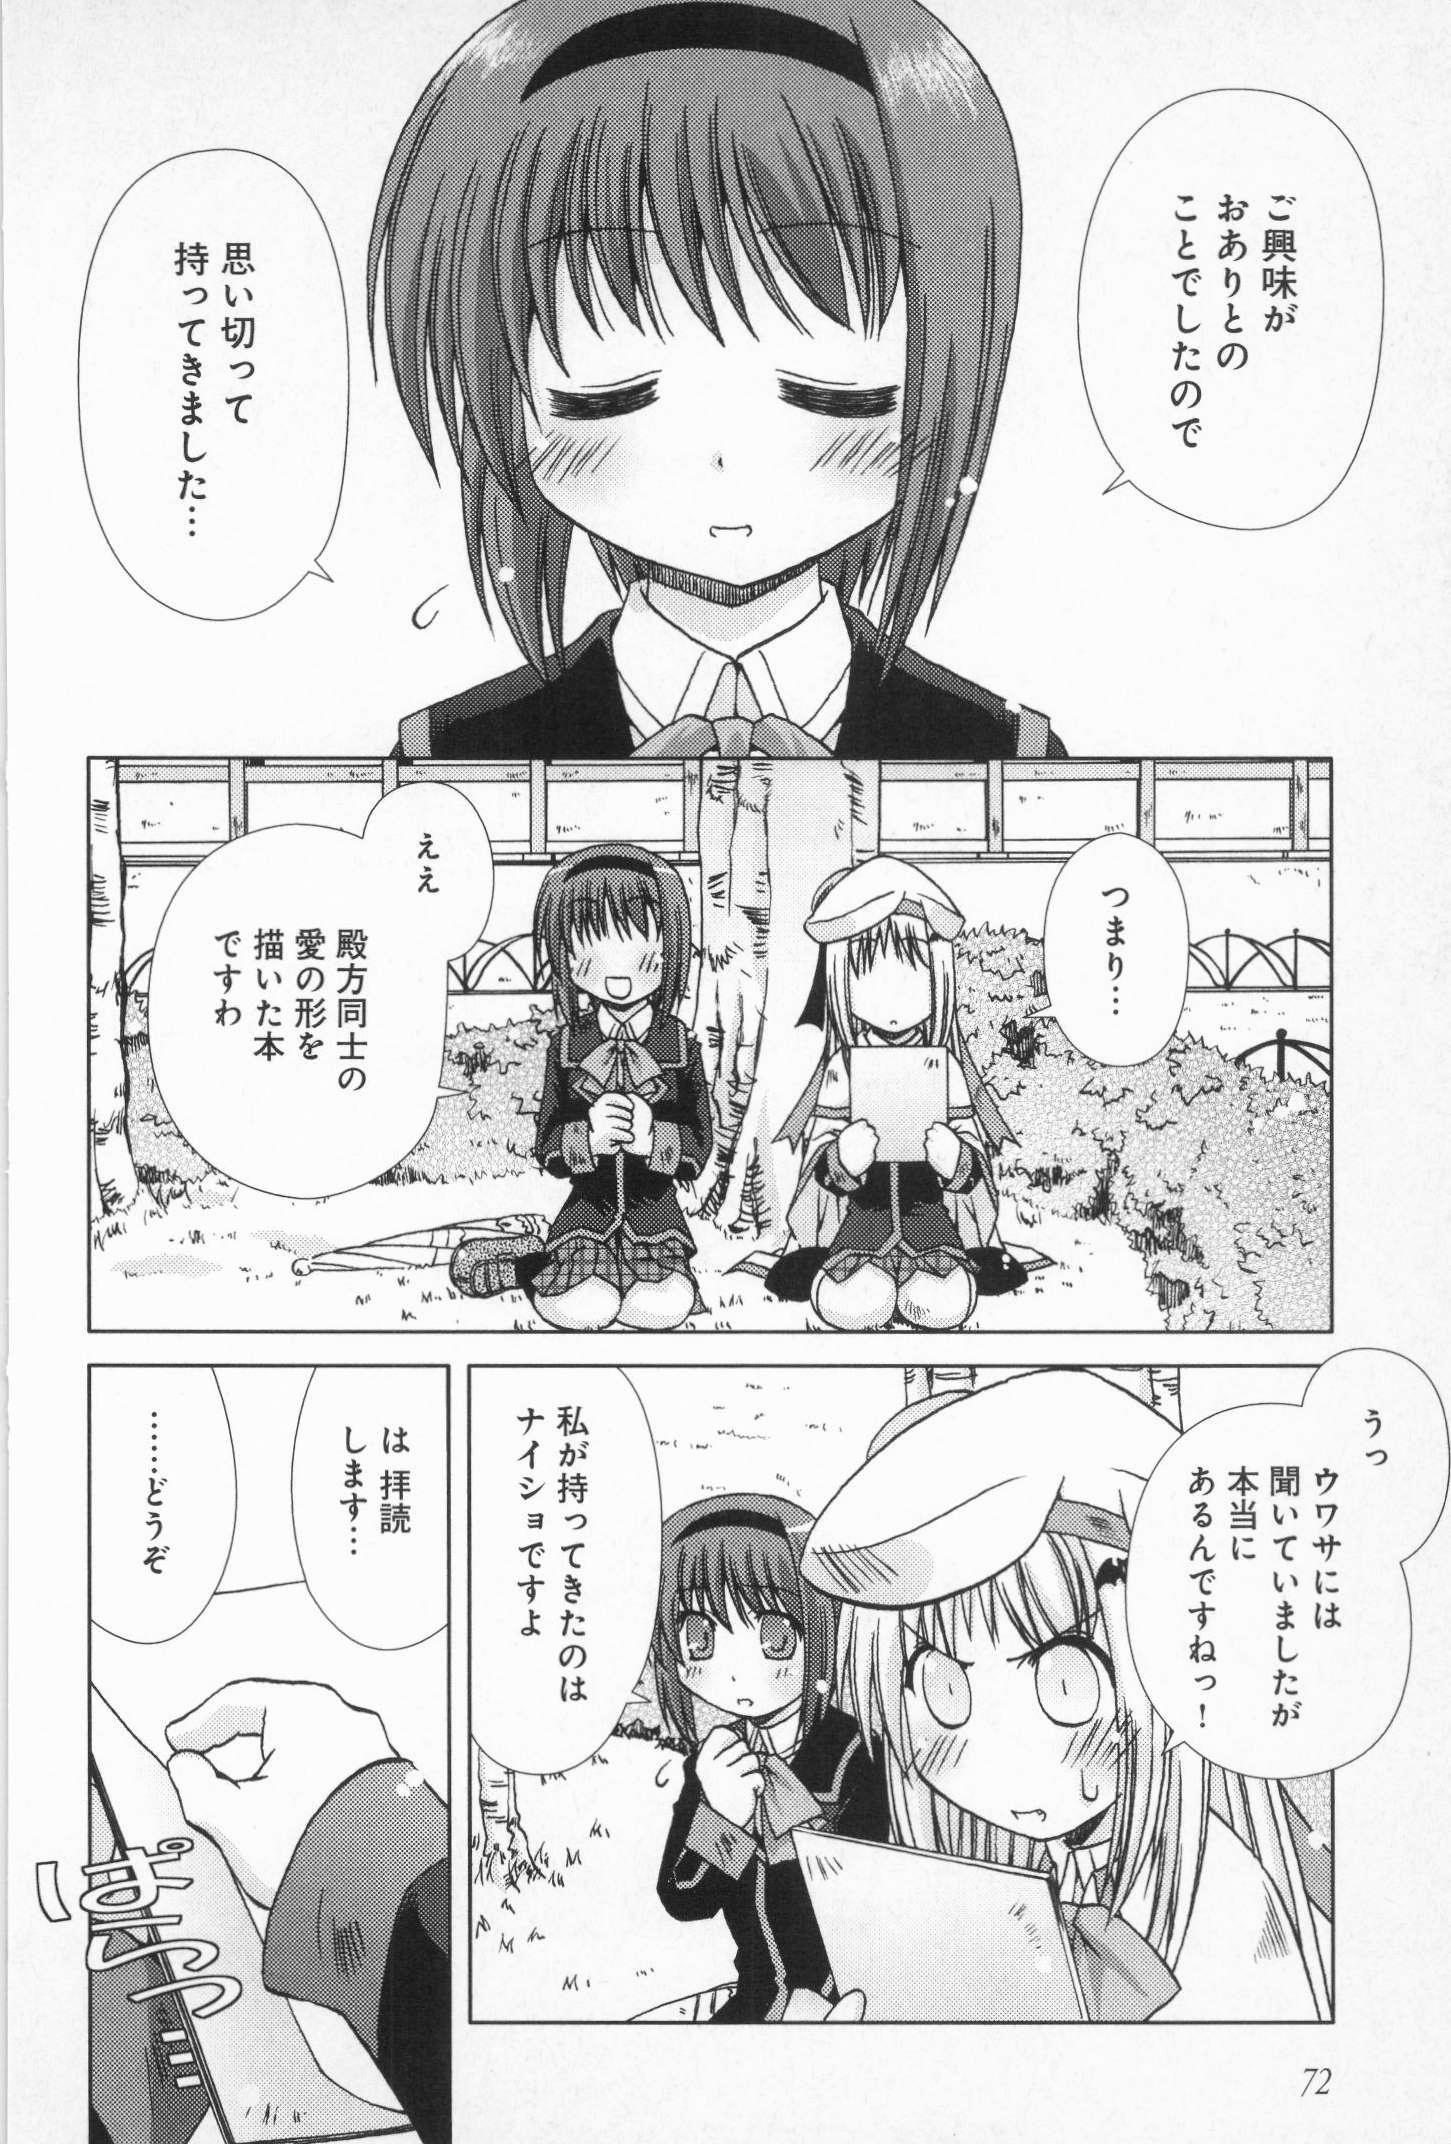 ご興味が
おありとの
ことでしたので
思い切って
持ってきました…
つまり…
ええ
殿方同士の
愛の形を
描いた本
ですわ
うっ
ウワサには
聞いていましたが
本当に
あるんですねっ！
私が持ってきたのは
ナイショですよ
は 拝読
します…
……どうぞ
ぱらっ…
72